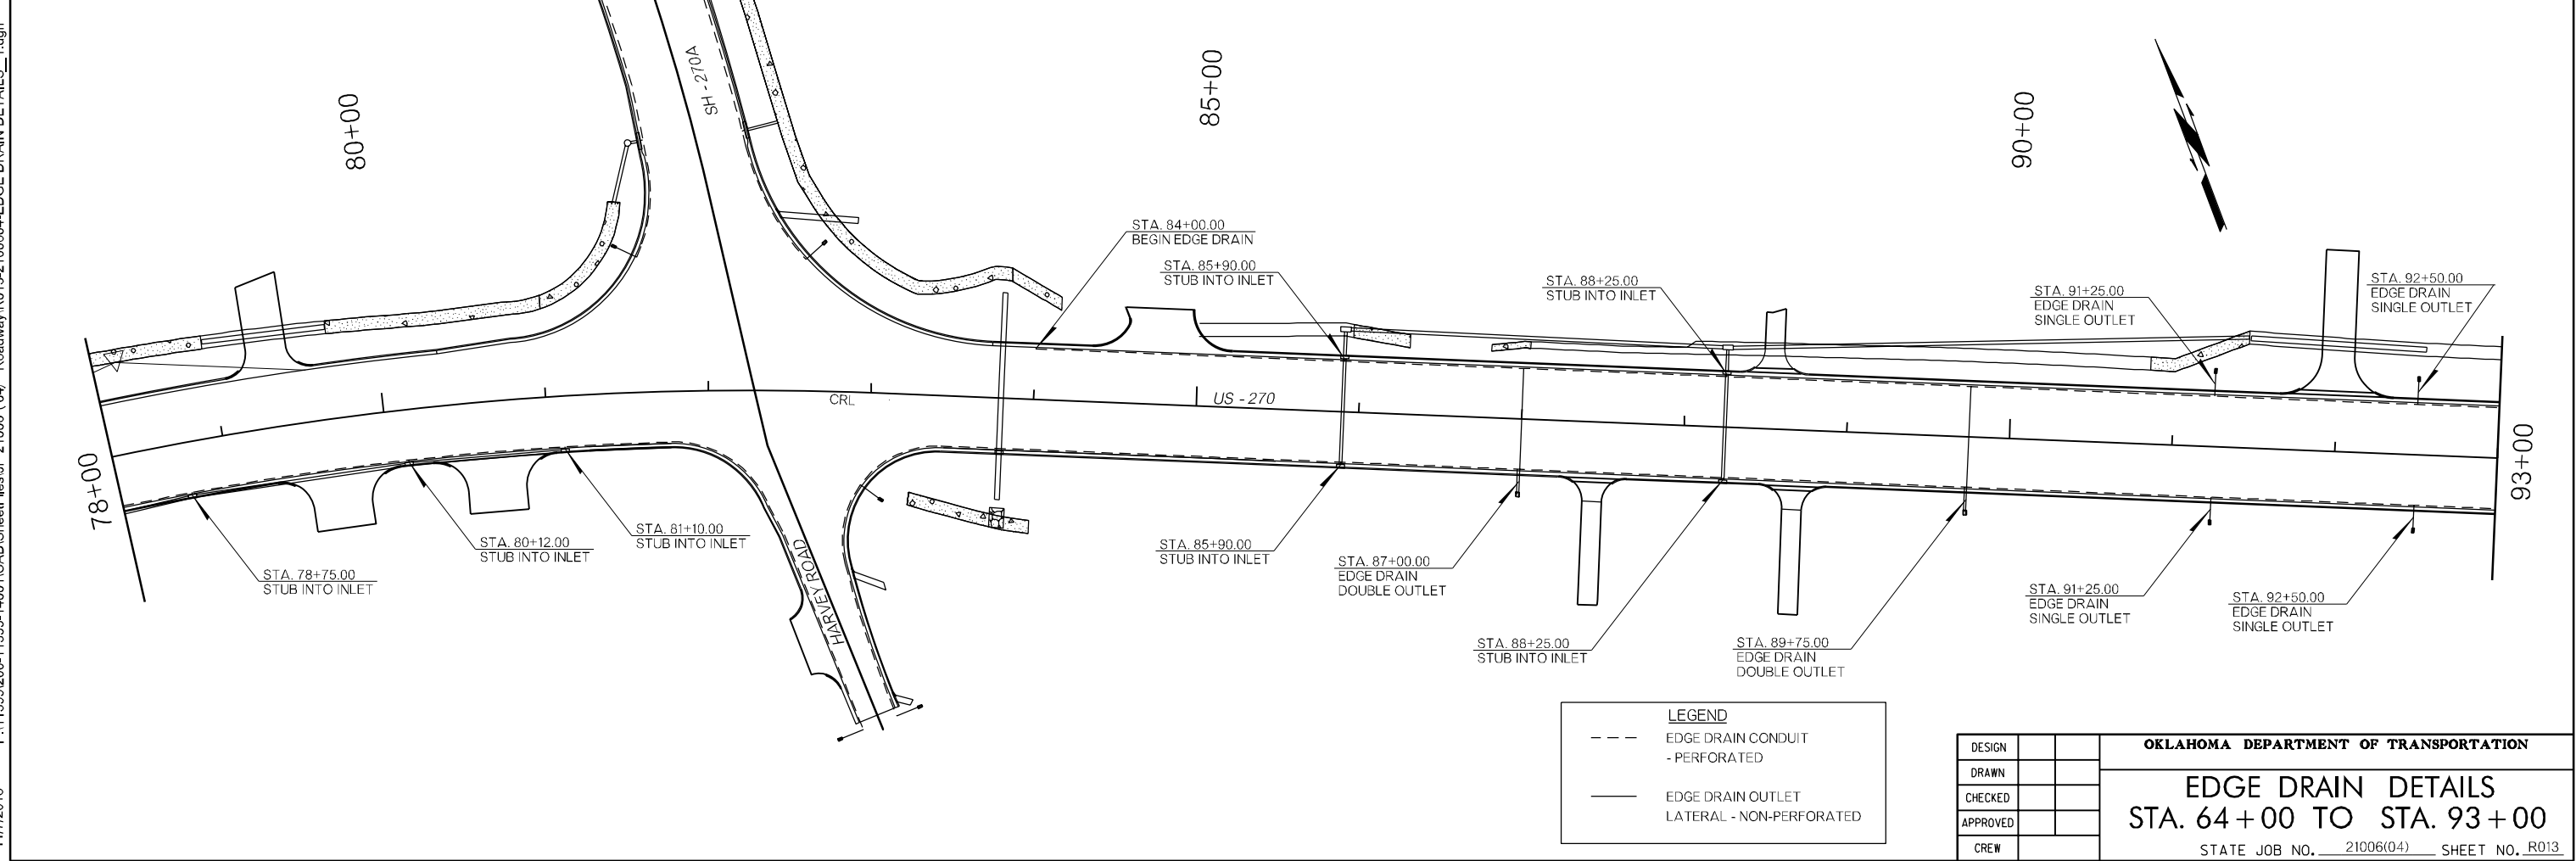 80+00
SH - 270A
85+00
90+00
STA. 84+00.00
BEGIN EDGE DRAIN
STA. 85+90.00
STUB INTO INLET
STA. 88+25.00
STUB INTO INLET
STA. 91+25.00
EDGE DRAIN
SINGLE OUTLET
STA. 92+50.00
EDGE DRAIN
SINGLE OUTLET
CRL
US - 270
78+00
93+00
STA. 78+75.00
STUB INTO INLET
STA. 80+12.00
STUB INTO INLET
STA. 81+10.00
STUB INTO INLET
HARVEY ROAD
STA. 85+90.00
STUB INTO INLET
STA. 87+00.00
EDGE DRAIN
DOUBLE OUTLET
STA. 88+25.00
STUB INTO INLET
STA. 89+75.00
EDGE DRAIN
DOUBLE OUTLET
STA. 91+25.00
EDGE DRAIN
SINGLE OUTLET
STA. 92+50.00
EDGE DRAIN
SINGLE OUTLET
LEGEND
EDGE DRAIN CONDUIT
- PERFORATED
EDGE DRAIN OUTLET
LATERAL - NON-PERFORATED
DESIGN
DRAWN
CHECKED
APPROVED
CREW
OKLAHOMA DEPARTMENT OF TRANSPORTATION
EDGE DRAIN DETAILS
STA. 64+00 TO STA. 93+00
STATE JOB NO. 21006(04) SHEET NO. R013